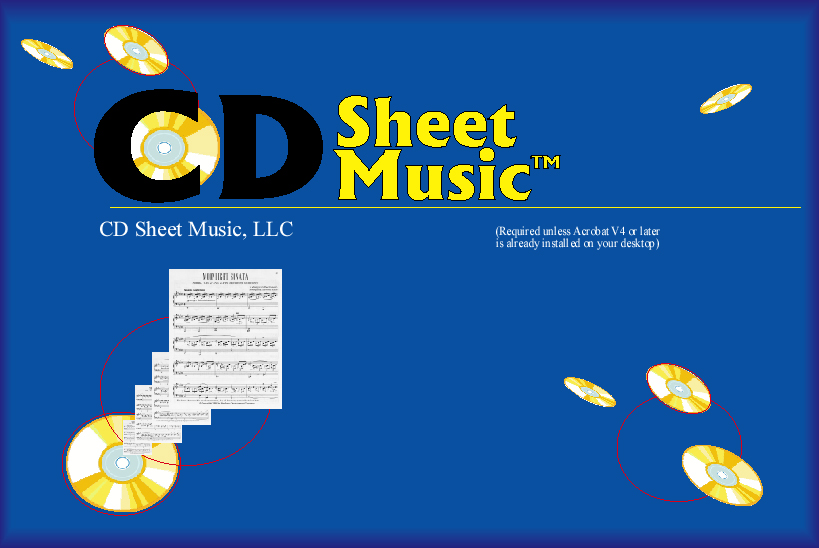 CD Sheet
Music™
CD Sheet Music, LLC
(Required unless Acrobat V4 or later
is already installed on your desktop)
MOONLIGHT SONATA